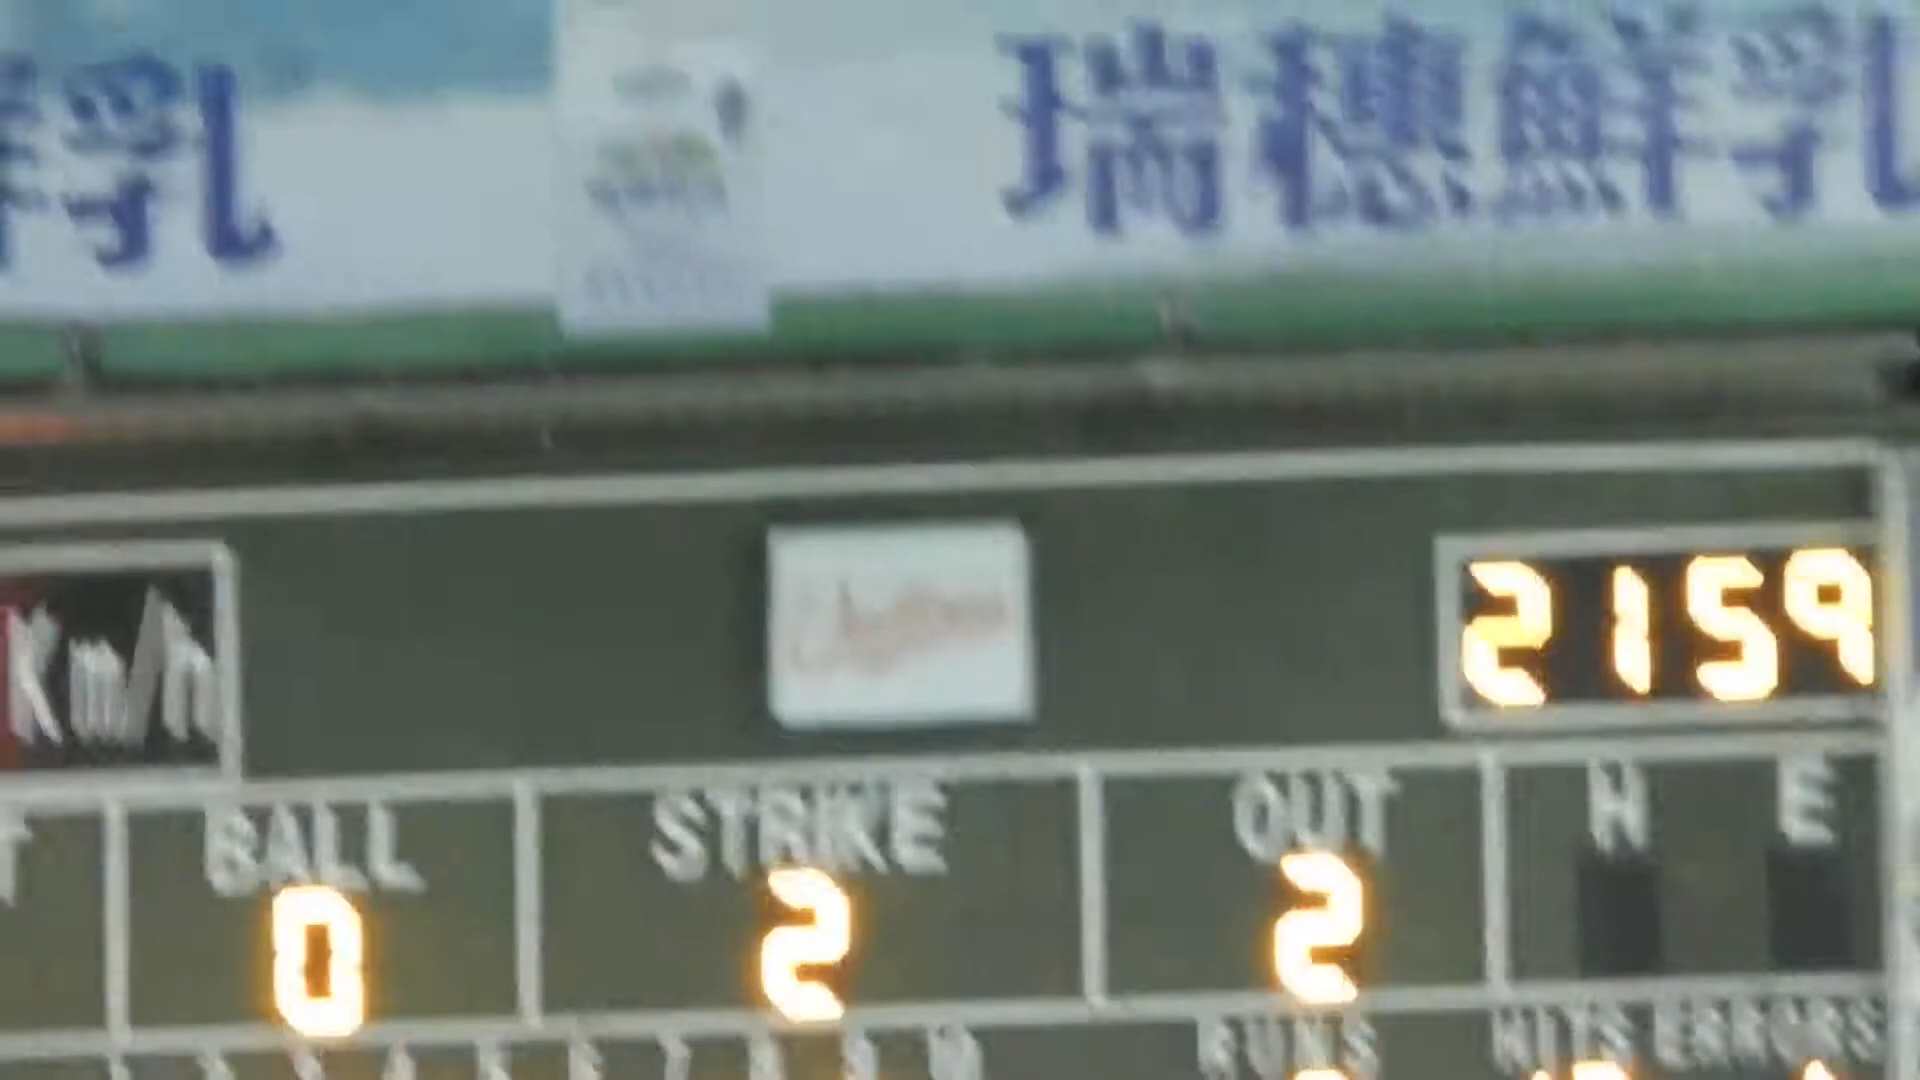 鮮乳
瑞穗鮮乳
Km/h
2159
BALL STRIKE OUT H E
0 2 2
RUNS HITS ERRORS